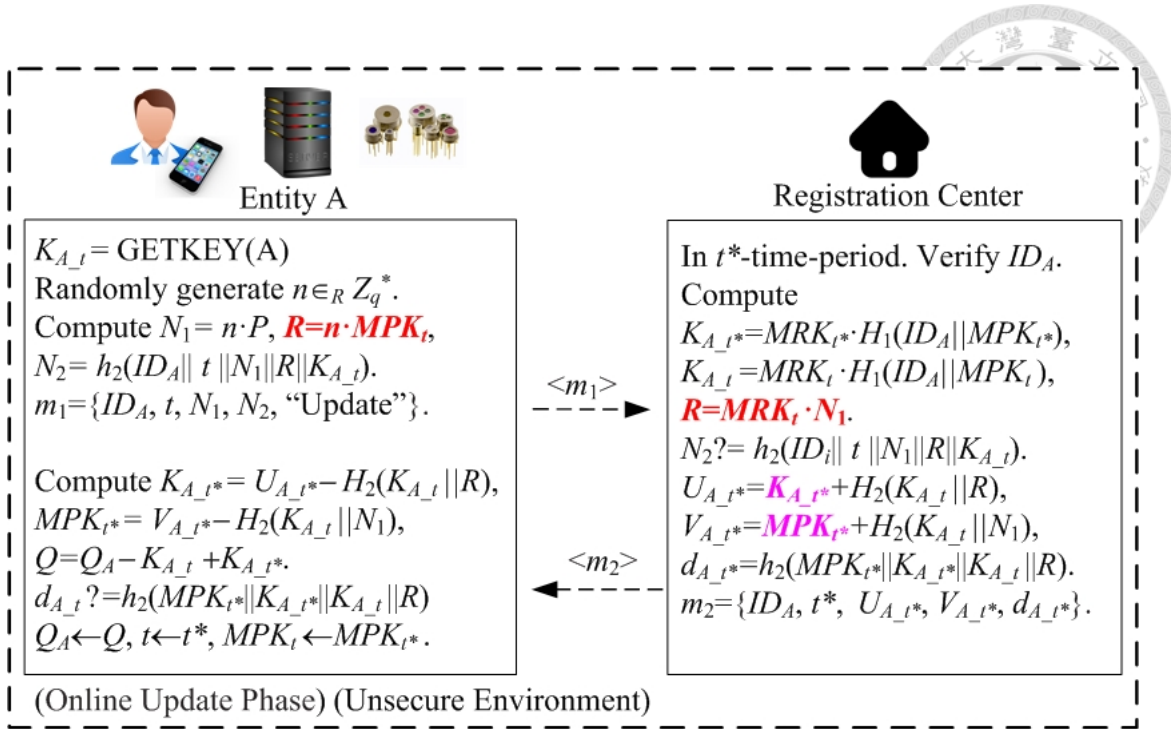 灣 臺 立
Entity A
Registration Center
K_{A_t} = GETKEY(A)
Randomly generate n∈_R Z_q^*.
Compute N_1 = n·P, R=n·MPK_t,
N_2 = h_2(ID_A|| t ||N_1||R||K_{A_t}).
m_1={ID_A, t, N_1, N_2, “Update”}.
Compute K_{A_t*} = U_{A_t*} − H_2(K_{A_t} ||R),
MPK_{t*} = V_{A_t*} − H_2(K_{A_t} ||N_1),
Q=Q_A − K_{A_t} +K_{A_t*}.
d_{A_t} ?=h_2(MPK_{t*}||K_{A_t*}||K_{A_t}||R)
Q_A←Q, t←t*, MPK_t ←MPK_{t*}.
<m_1>
<m_2>
In t*-time-period. Verify ID_A.
Compute
K_{A_t*}=MRK_{t*}·H_1(ID_A||MPK_{t*}),
K_{A_t} =MRK_t·H_1(ID_A||MPK_t),
R=MRK_t ·N_1.
N_2?= h_2(ID_i|| t ||N_1||R||K_{A_t}).
U_{A_t*}=K_{A_t*}+H_2(K_{A_t} ||R),
V_{A_t*}=MPK_{t*}+H_2(K_{A_t} ||N_1),
d_{A_t*}=h_2(MPK_{t*}||K_{A_t*}||K_{A_t} ||R).
m_2={ID_A, t*, U_{A_t*}, V_{A_t*}, d_{A_t*}}.
(Online Update Phase) (Unsecure Environment)